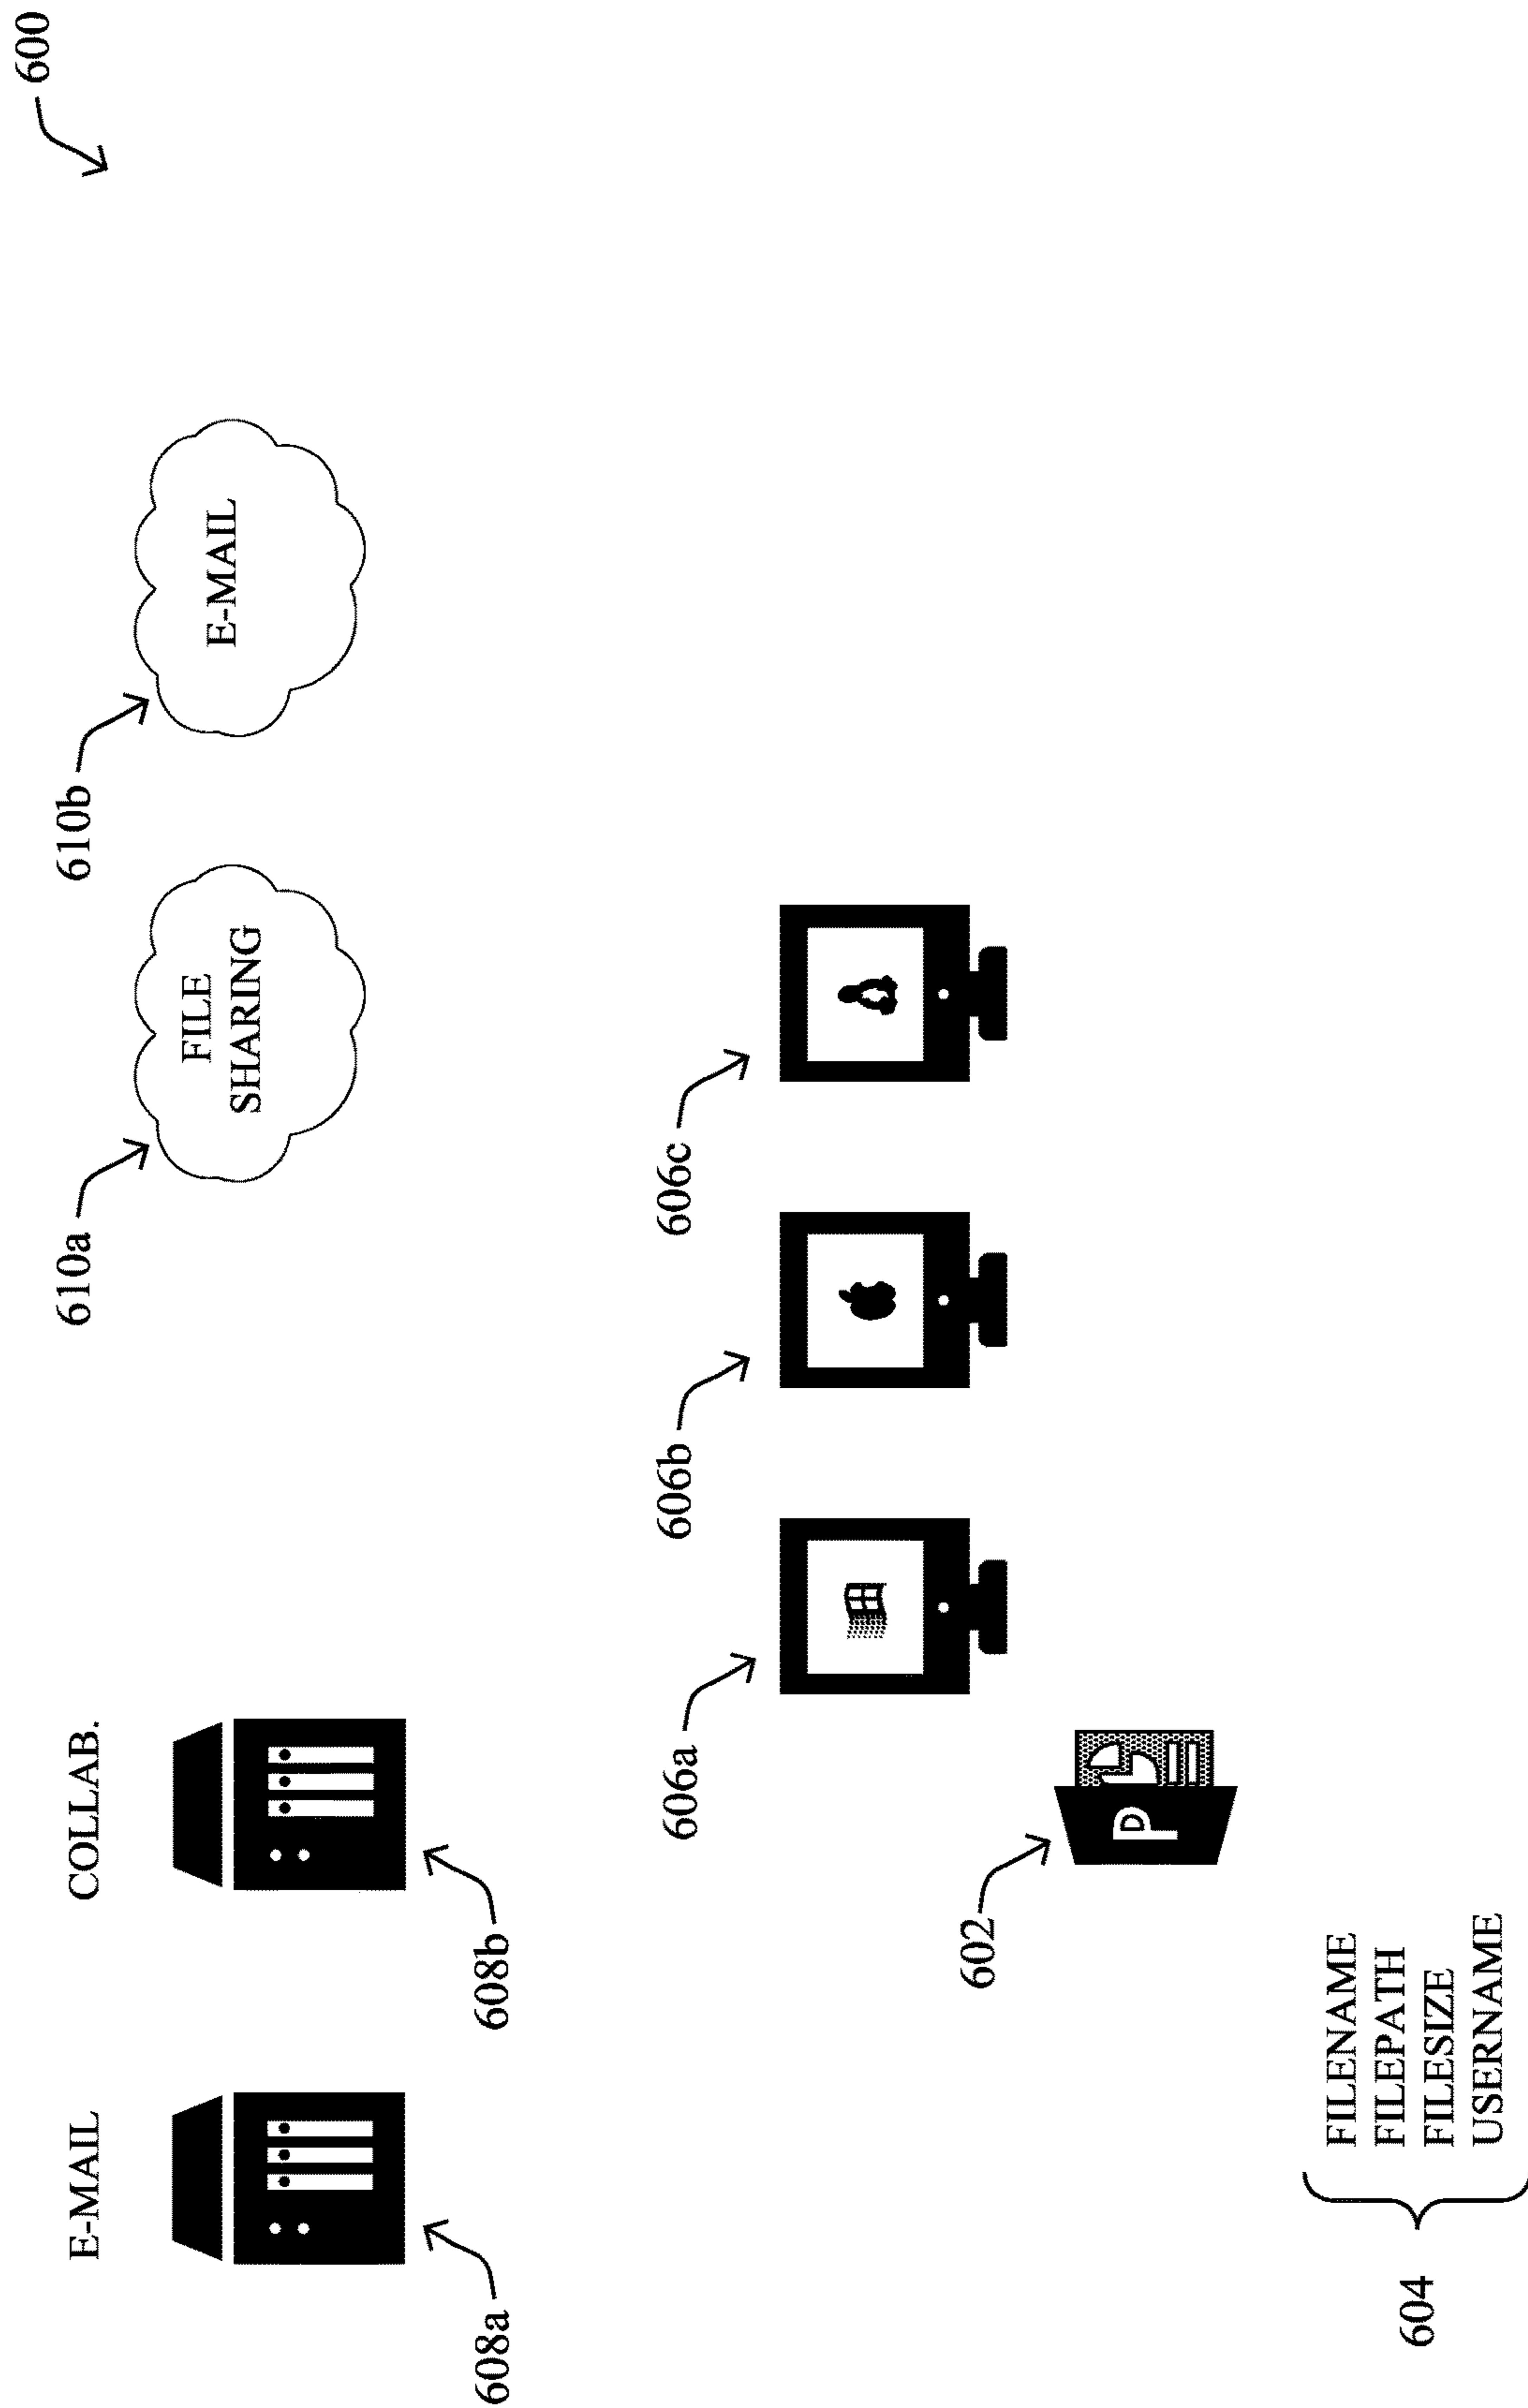 600
E-MAIL
COLLAB.
608a
608b
610a
FILE
SHARING
610b
E-MAIL
606a
606b
606c
602
P
604
FILENAME
FILEPATH
FILESIZE
USERNAME